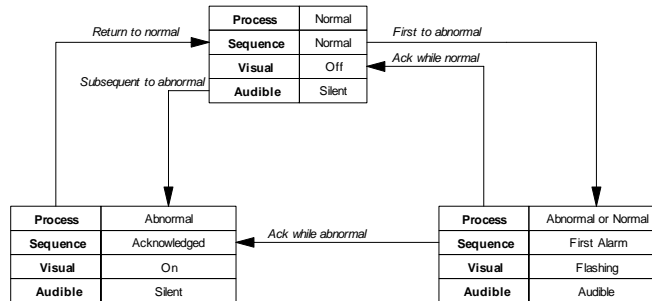 Process Normal
Return to normal Sequence Normal First to abnormal
Visual Off Ack while normal
Subsequent to abnormal Audible Silent
Process Abnormal
Sequence Acknowledged
Visual On
Audible Silent
Ack while abnormal
Process Abnormal or Normal
Sequence First Alarm
Visual Flashing
Audible Audible